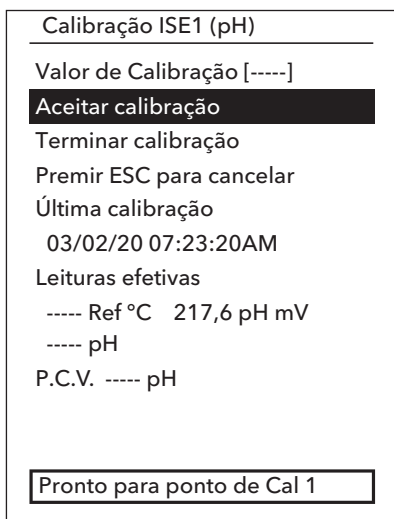 Calibração ISE1 (pH)
Valor de Calibração [-----]
Aceitar calibração
Terminar calibração
Premir ESC para cancelar
Última calibração
03/02/20 07:23:20AM
Leituras efetivas
----- Ref °C 217,6 pH mV
----- pH
P.C.V. ----- pH
Pronto para ponto de Cal 1